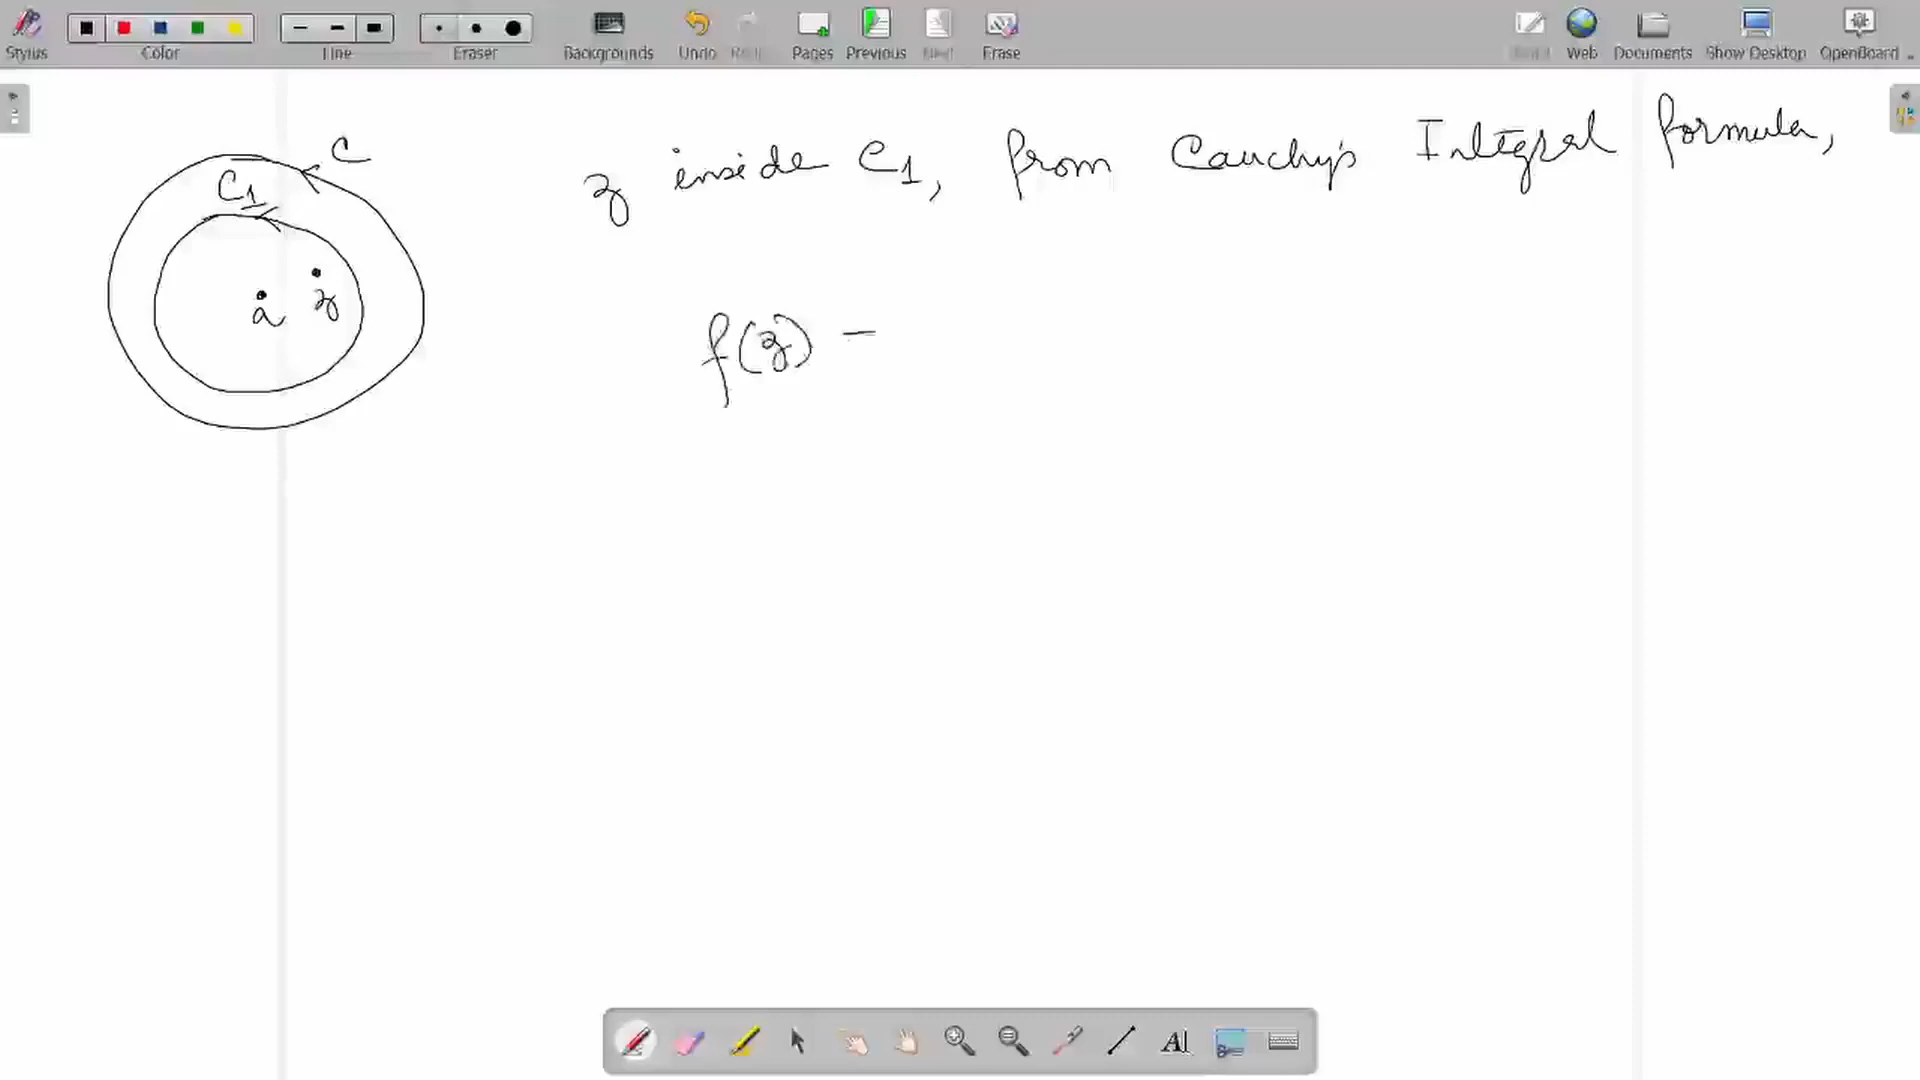 Stylus
Color
Line
Eraser
Backgrounds
Undo
Pages
Previous
Erase
Web
Documents
Show Desktop
OpenBoard
C
C1
a
z
z inside C1, from Cauchy's Integral formula,
f(z) =
AI